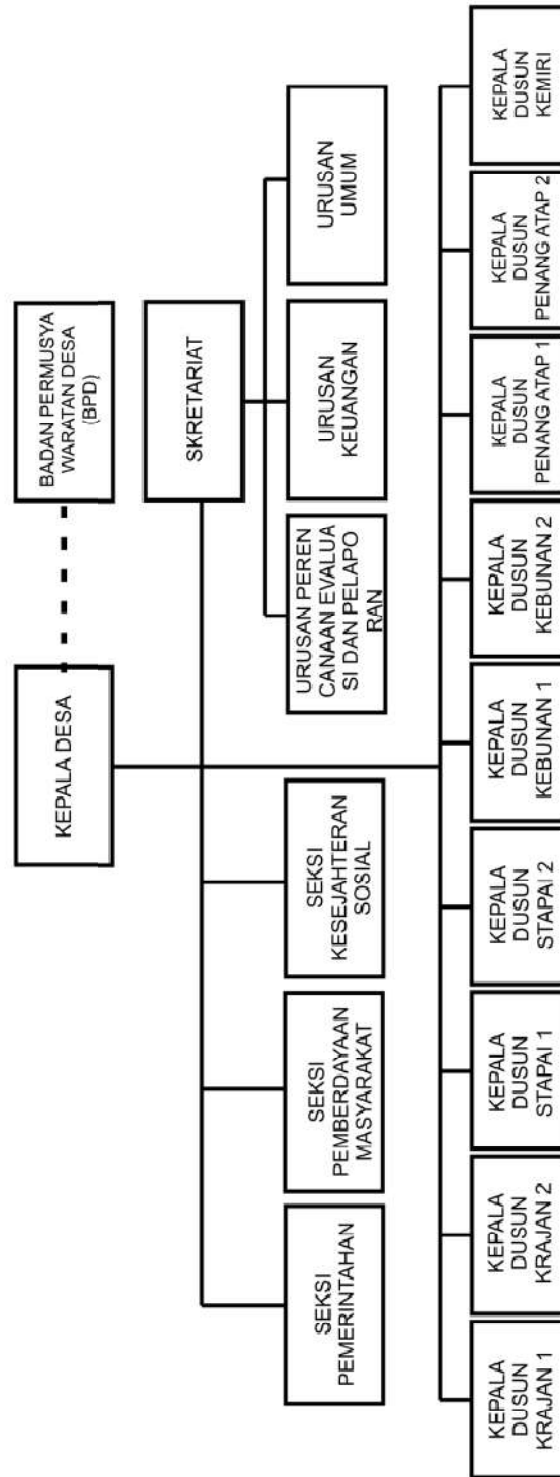 KEPALA DESA
BADAN PERMUSYA
WARATAN DESA
(BPD)
SKRETARIAT
SEKSI
PEMERINTAHAN
SEKSI
PEMBERDAYAAN
MASYARAKAT
SEKSI
KESEJAHTERAN
SOSIAL
URUSAN PEREN
CANAAN EVALUA
SI DAN PELAPO
RAN
URUSAN
KEUANGAN
URUSAN
UMUM
KEPALA
DUSUN
KRAJAN 1
KEPALA
DUSUN
KRAJAN 2
KEPALA
DUSUN
STAPAI 1
KEPALA
DUSUN
STAPAI 2
KEPALA
DUSUN
KEBUNAN 1
KEPALA
DUSUN
KEBUNAN 2
KEPALA
DUSUN
PENANG ATAP 1
KEPALA
DUSUN
PENANG ATAP 2
KEPALA
DUSUN
KEMIRI